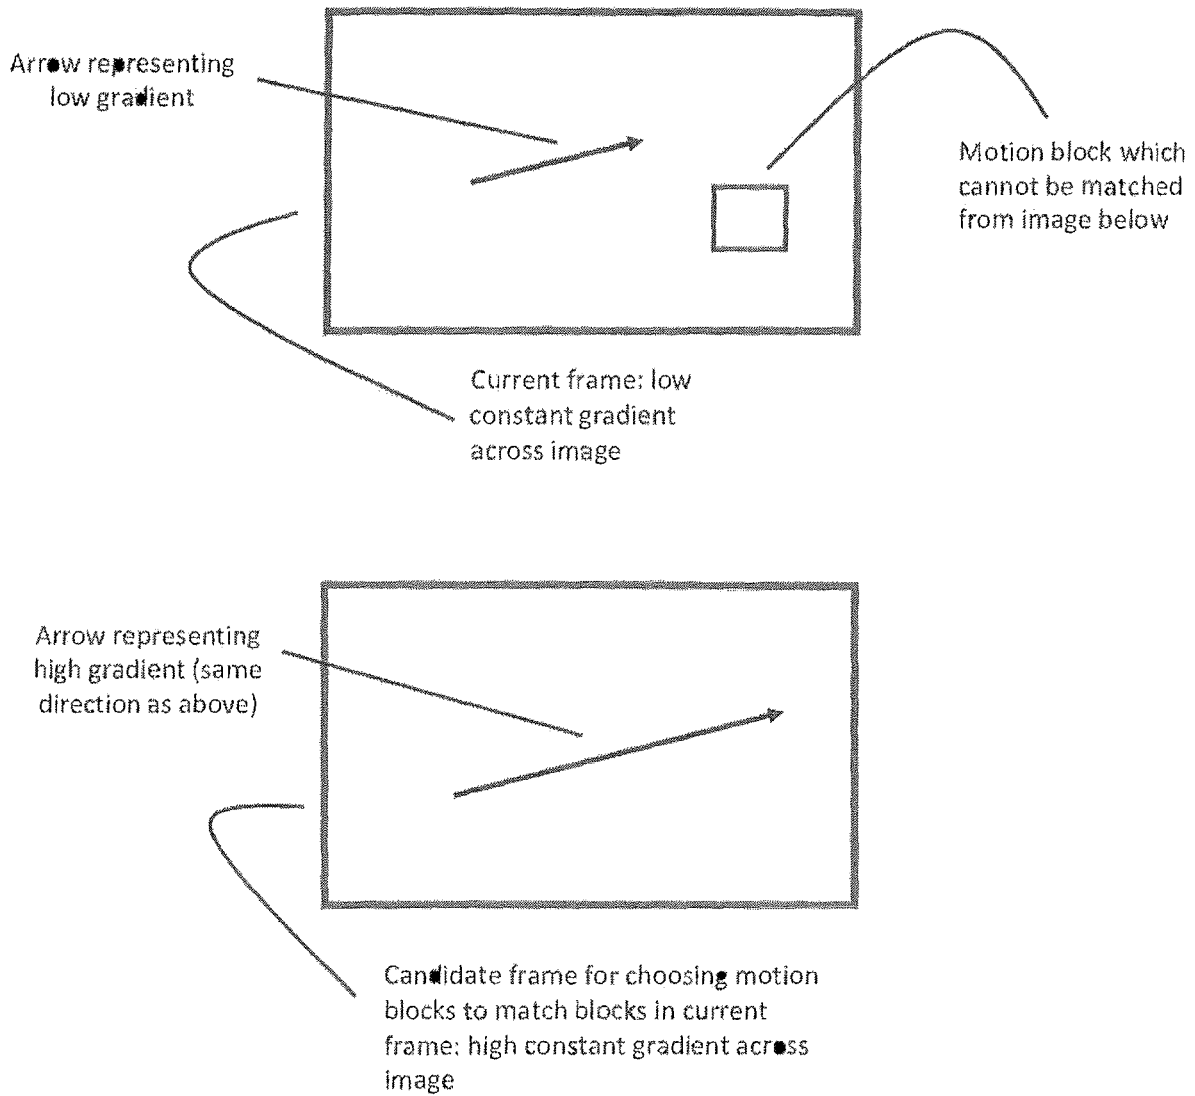 Arrow representing
low gradient
Motion block which
cannot be matched
from image below
Current frame: low
constant gradient
across image
Arrow representing
high gradient (same
direction as above)
Candidate frame for choosing motion
blocks to match blocks in current
frame: high constant gradient across
image